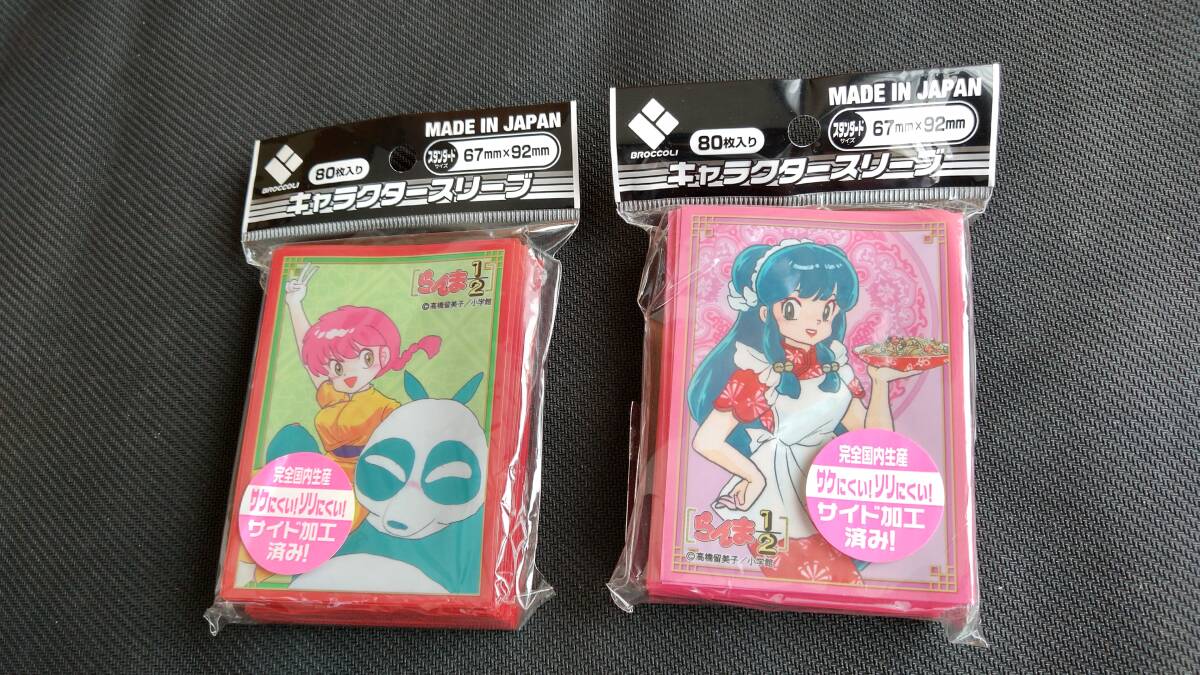 MADE IN JAPAN
BROCCOLI
80枚入り
スタンダード
サイズ
67mm×92mm
キャラクタースリーブ
らんま1/2
©高橋留美子/小学館
完全国内生産
サケにくい!ソリにくい!
サイド加工
済み!
MADE IN JAPAN
BROCCOLI
80枚入り
スタンダード
サイズ
67mm×92mm
キャラクタースリーブ
完全国内生産
サケにくい!ソリにくい!
サイド加工
済み!
らんま1/2
©高橋留美子/小学館